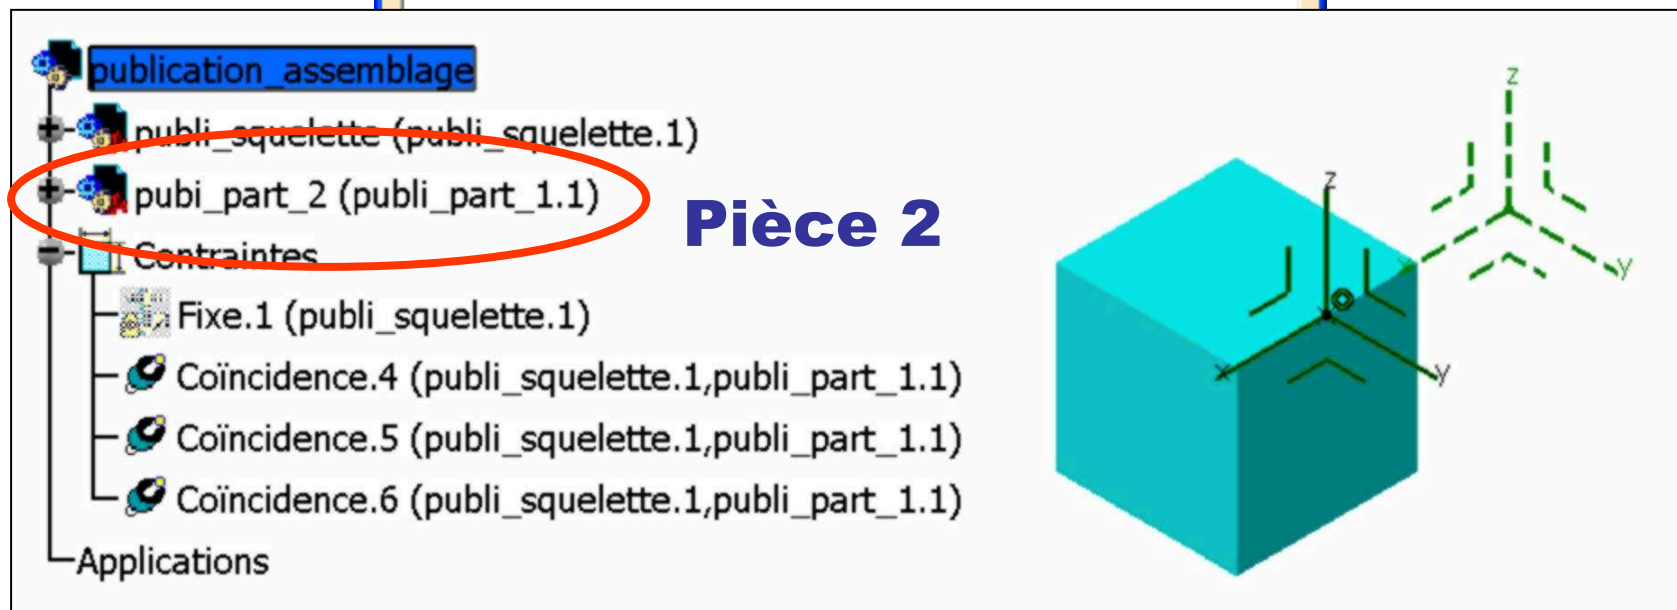 publication_assemblage
publi_squelette (publi_squelette.1)
pubi_part_2 (publi_part_1.1)
Pièce 2
Contraintes
Fixe.1 (publi_squelette.1)
Coïncidence.4 (publi_squelette.1,publi_part_1.1)
Coïncidence.5 (publi_squelette.1,publi_part_1.1)
Coïncidence.6 (publi_squelette.1,publi_part_1.1)
Applications
z
x
y
z
x
y